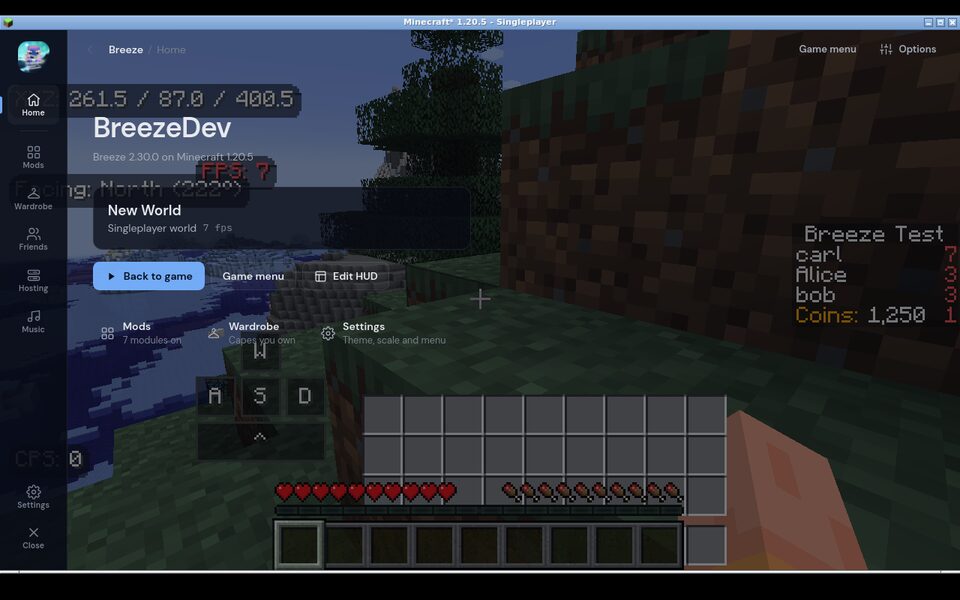 Minecraft* 1.20.5 - Singleplayer
Breeze / Home
Game menu
Options
XYZ: 261.5 / 87.0 / 400.5
Home
BreezeDev
Breeze 2.30.0 on Minecraft 1.20.5
FPS: 7
Mods
Facing: North (222°)
Wardrobe
New World
Singleplayer world 7 fps
Friends
Hosting
Music
Back to game
Game menu
Edit HUD
Mods
7 modules on
Wardrobe
Capes you own
Settings
Theme, scale and menu
W
A S D
^
CPS: 0
Settings
Close
Breeze Test
carl 7
Alice 3
bob 3
Coins: 1,250 1